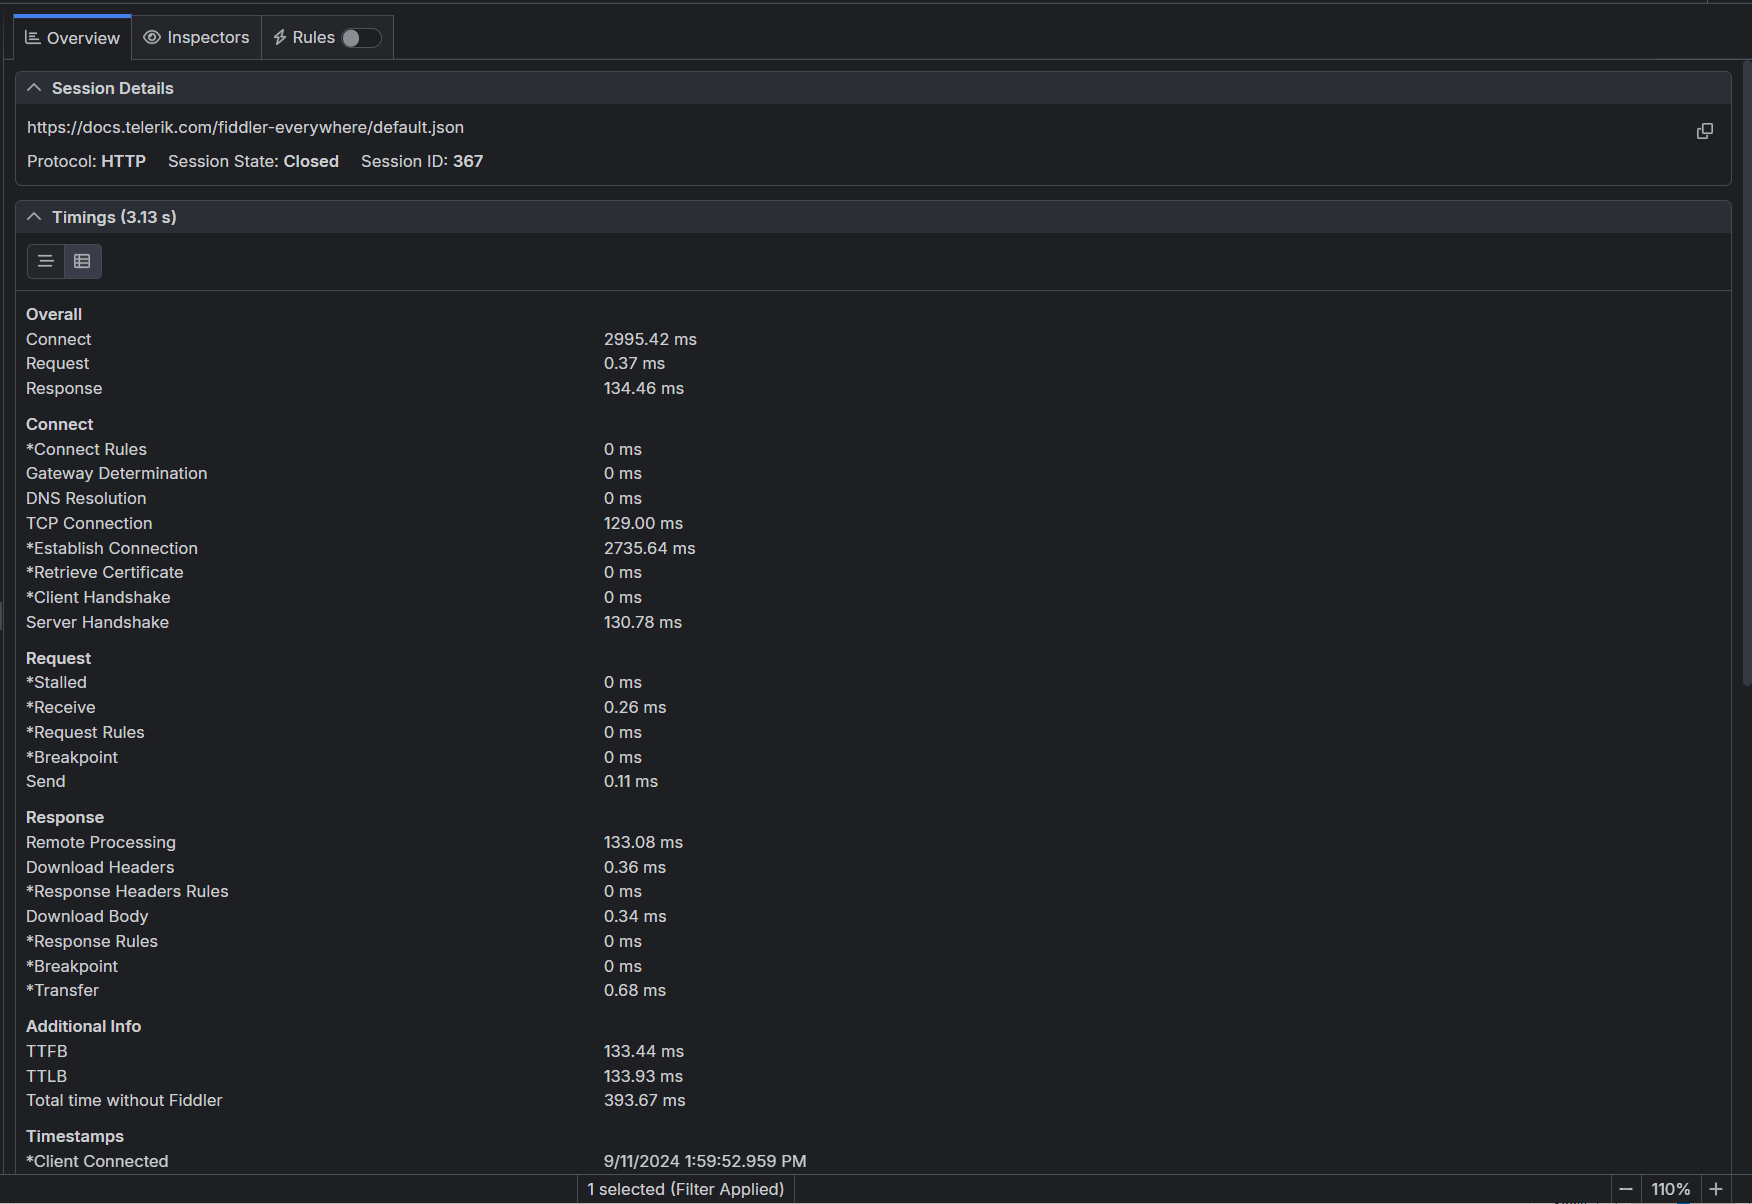 Overview Inspectors Rules
Session Details
https://docs.telerik.com/fiddler-everywhere/default.json
Protocol: HTTP Session State: Closed Session ID: 367
Timings (3.13 s)
Overall
Connect 2995.42 ms
Request 0.37 ms
Response 134.46 ms
Connect
*Connect Rules 0 ms
Gateway Determination 0 ms
DNS Resolution 0 ms
TCP Connection 129.00 ms
*Establish Connection 2735.64 ms
*Retrieve Certificate 0 ms
*Client Handshake 0 ms
Server Handshake 130.78 ms
Request
*Stalled 0 ms
*Receive 0.26 ms
*Request Rules 0 ms
*Breakpoint 0 ms
Send 0.11 ms
Response
Remote Processing 133.08 ms
Download Headers 0.36 ms
*Response Headers Rules 0 ms
Download Body 0.34 ms
*Response Rules 0 ms
*Breakpoint 0 ms
*Transfer 0.68 ms
Additional Info
TTFB 133.44 ms
TTLB 133.93 ms
Total time without Fiddler 393.67 ms
Timestamps
*Client Connected 9/11/2024 1:59:52.959 PM
1 selected (Filter Applied) 110%